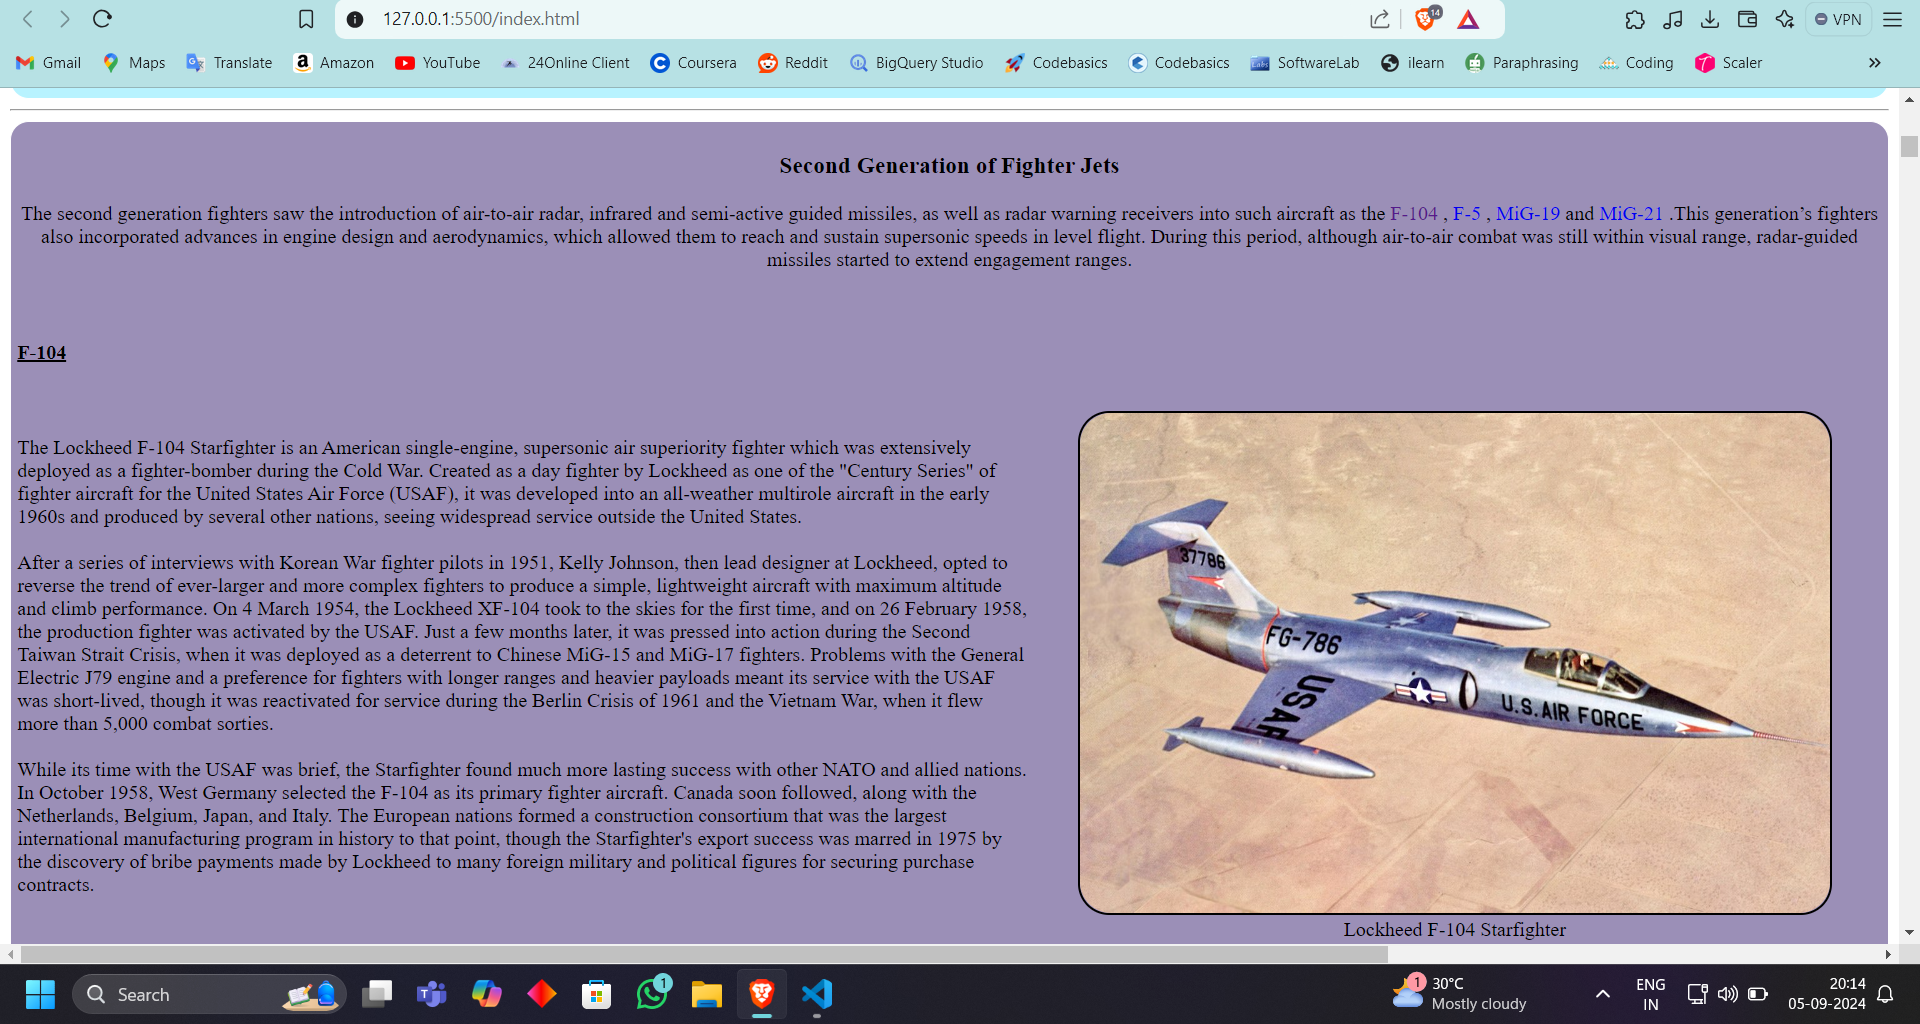 127.0.0.1:5500/index.html
14
VPN
Gmail
Maps
Translate
Amazon
YouTube
24Online Client
Coursera
Reddit
BigQuery Studio
Codebasics
Codebasics
SoftwareLab
ilearn
Paraphrasing
Coding
Scaler
»
Second Generation of Fighter Jets
The second generation fighters saw the introduction of air-to-air radar, infrared and semi-active guided missiles, as well as radar warning receivers into such aircraft as the F-104 , F-5 , MiG-19 and MiG-21 .This generation’s fighters
also incorporated advances in engine design and aerodynamics, which allowed them to reach and sustain supersonic speeds in level flight. During this period, although air-to-air combat was still within visual range, radar-guided
missiles started to extend engagement ranges.
F-104
The Lockheed F-104 Starfighter is an American single-engine, supersonic air superiority fighter which was extensively
deployed as a fighter-bomber during the Cold War. Created as a day fighter by Lockheed as one of the "Century Series" of
fighter aircraft for the United States Air Force (USAF), it was developed into an all-weather multirole aircraft in the early
1960s and produced by several other nations, seeing widespread service outside the United States.
After a series of interviews with Korean War fighter pilots in 1951, Kelly Johnson, then lead designer at Lockheed, opted to
reverse the trend of ever-larger and more complex fighters to produce a simple, lightweight aircraft with maximum altitude
and climb performance. On 4 March 1954, the Lockheed XF-104 took to the skies for the first time, and on 26 February 1958,
the production fighter was activated by the USAF. Just a few months later, it was pressed into action during the Second
Taiwan Strait Crisis, when it was deployed as a deterrent to Chinese MiG-15 and MiG-17 fighters. Problems with the General
Electric J79 engine and a preference for fighters with longer ranges and heavier payloads meant its service with the USAF
was short-lived, though it was reactivated for service during the Berlin Crisis of 1961 and the Vietnam War, when it flew
more than 5,000 combat sorties.
While its time with the USAF was brief, the Starfighter found much more lasting success with other NATO and allied nations.
In October 1958, West Germany selected the F-104 as its primary fighter aircraft. Canada soon followed, along with the
Netherlands, Belgium, Japan, and Italy. The European nations formed a construction consortium that was the largest
international manufacturing program in history to that point, though the Starfighter's export success was marred in 1975 by
the discovery of bribe payments made by Lockheed to many foreign military and political figures for securing purchase
contracts.
37786
FG-786
USAF
U.S. AIR FORCE
Lockheed F-104 Starfighter
Search
1
1
30°C
Mostly cloudy
ENG
IN
20:14
05-09-2024